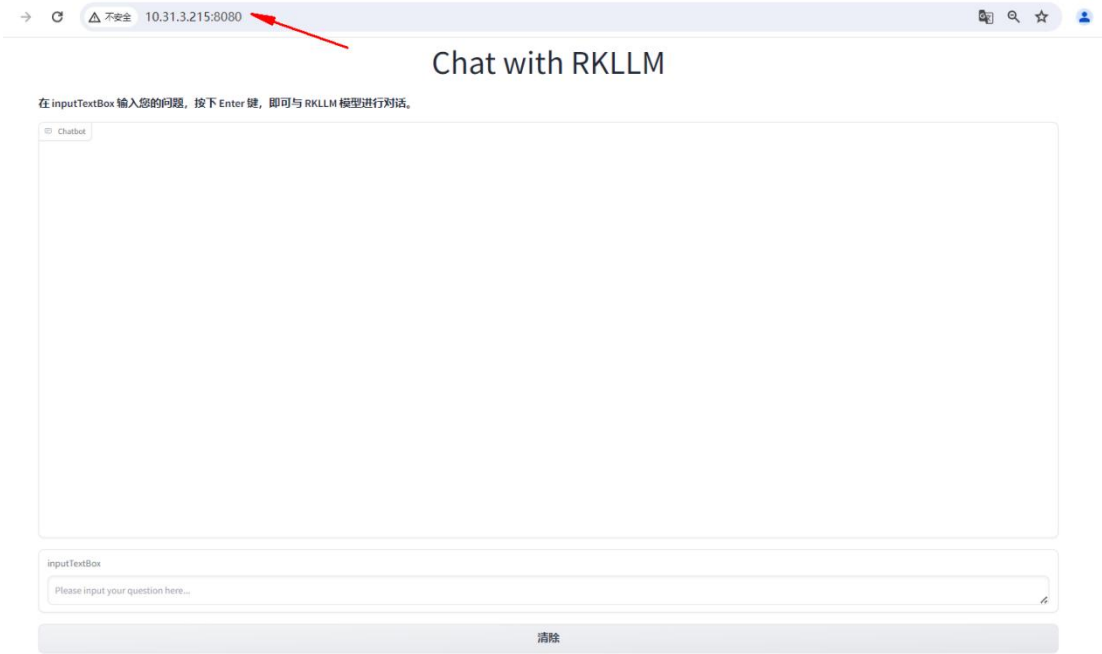 不安全 10.31.3.215:8080
Chat with RKLLM
在 inputTextBox 输入您的问题，按下 Enter 键，即可与 RKLLM 模型进行对话。
Chatbot
inputTextBox
Please input your question here...
清除